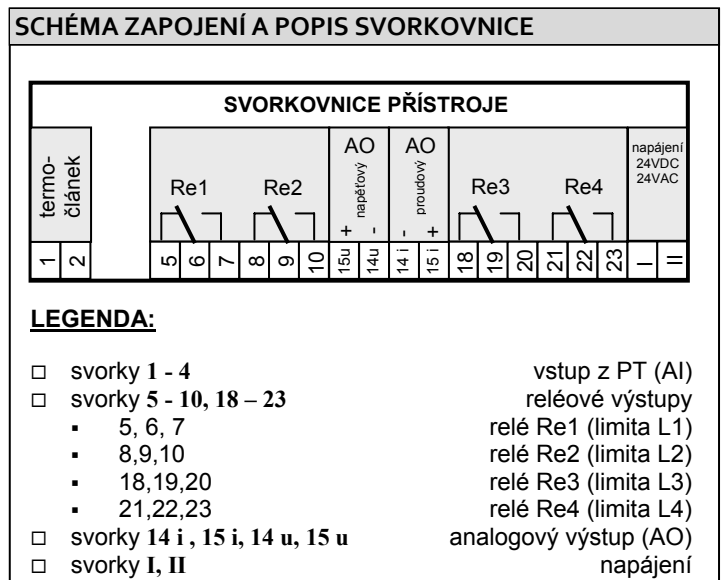 SCHÉMA ZAPOJENÍ A POPIS SVORKOVNICE
SVORKOVNICE PŘÍSTROJE
termo-
článek
Re1
Re2
AO
napěťový
+ -
AO
proudový
- +
Re3
Re4
napájení
24VDC
24VAC
1 2 5 6 7 8 9 10 15u 14u 14 i 15 i 18 19 20 21 22 23 I II
LEGENDA:
□ svorky 1 - 4 vstup z PT (AI)
□ svorky 5 - 10, 18 – 23 reléové výstupy
▪ 5, 6, 7 relé Re1 (limita L1)
▪ 8,9,10 relé Re2 (limita L2)
▪ 18,19,20 relé Re3 (limita L3)
▪ 21,22,23 relé Re4 (limita L4)
□ svorky 14 i , 15 i, 14 u, 15 u analogový výstup (AO)
□ svorky I, II napájení